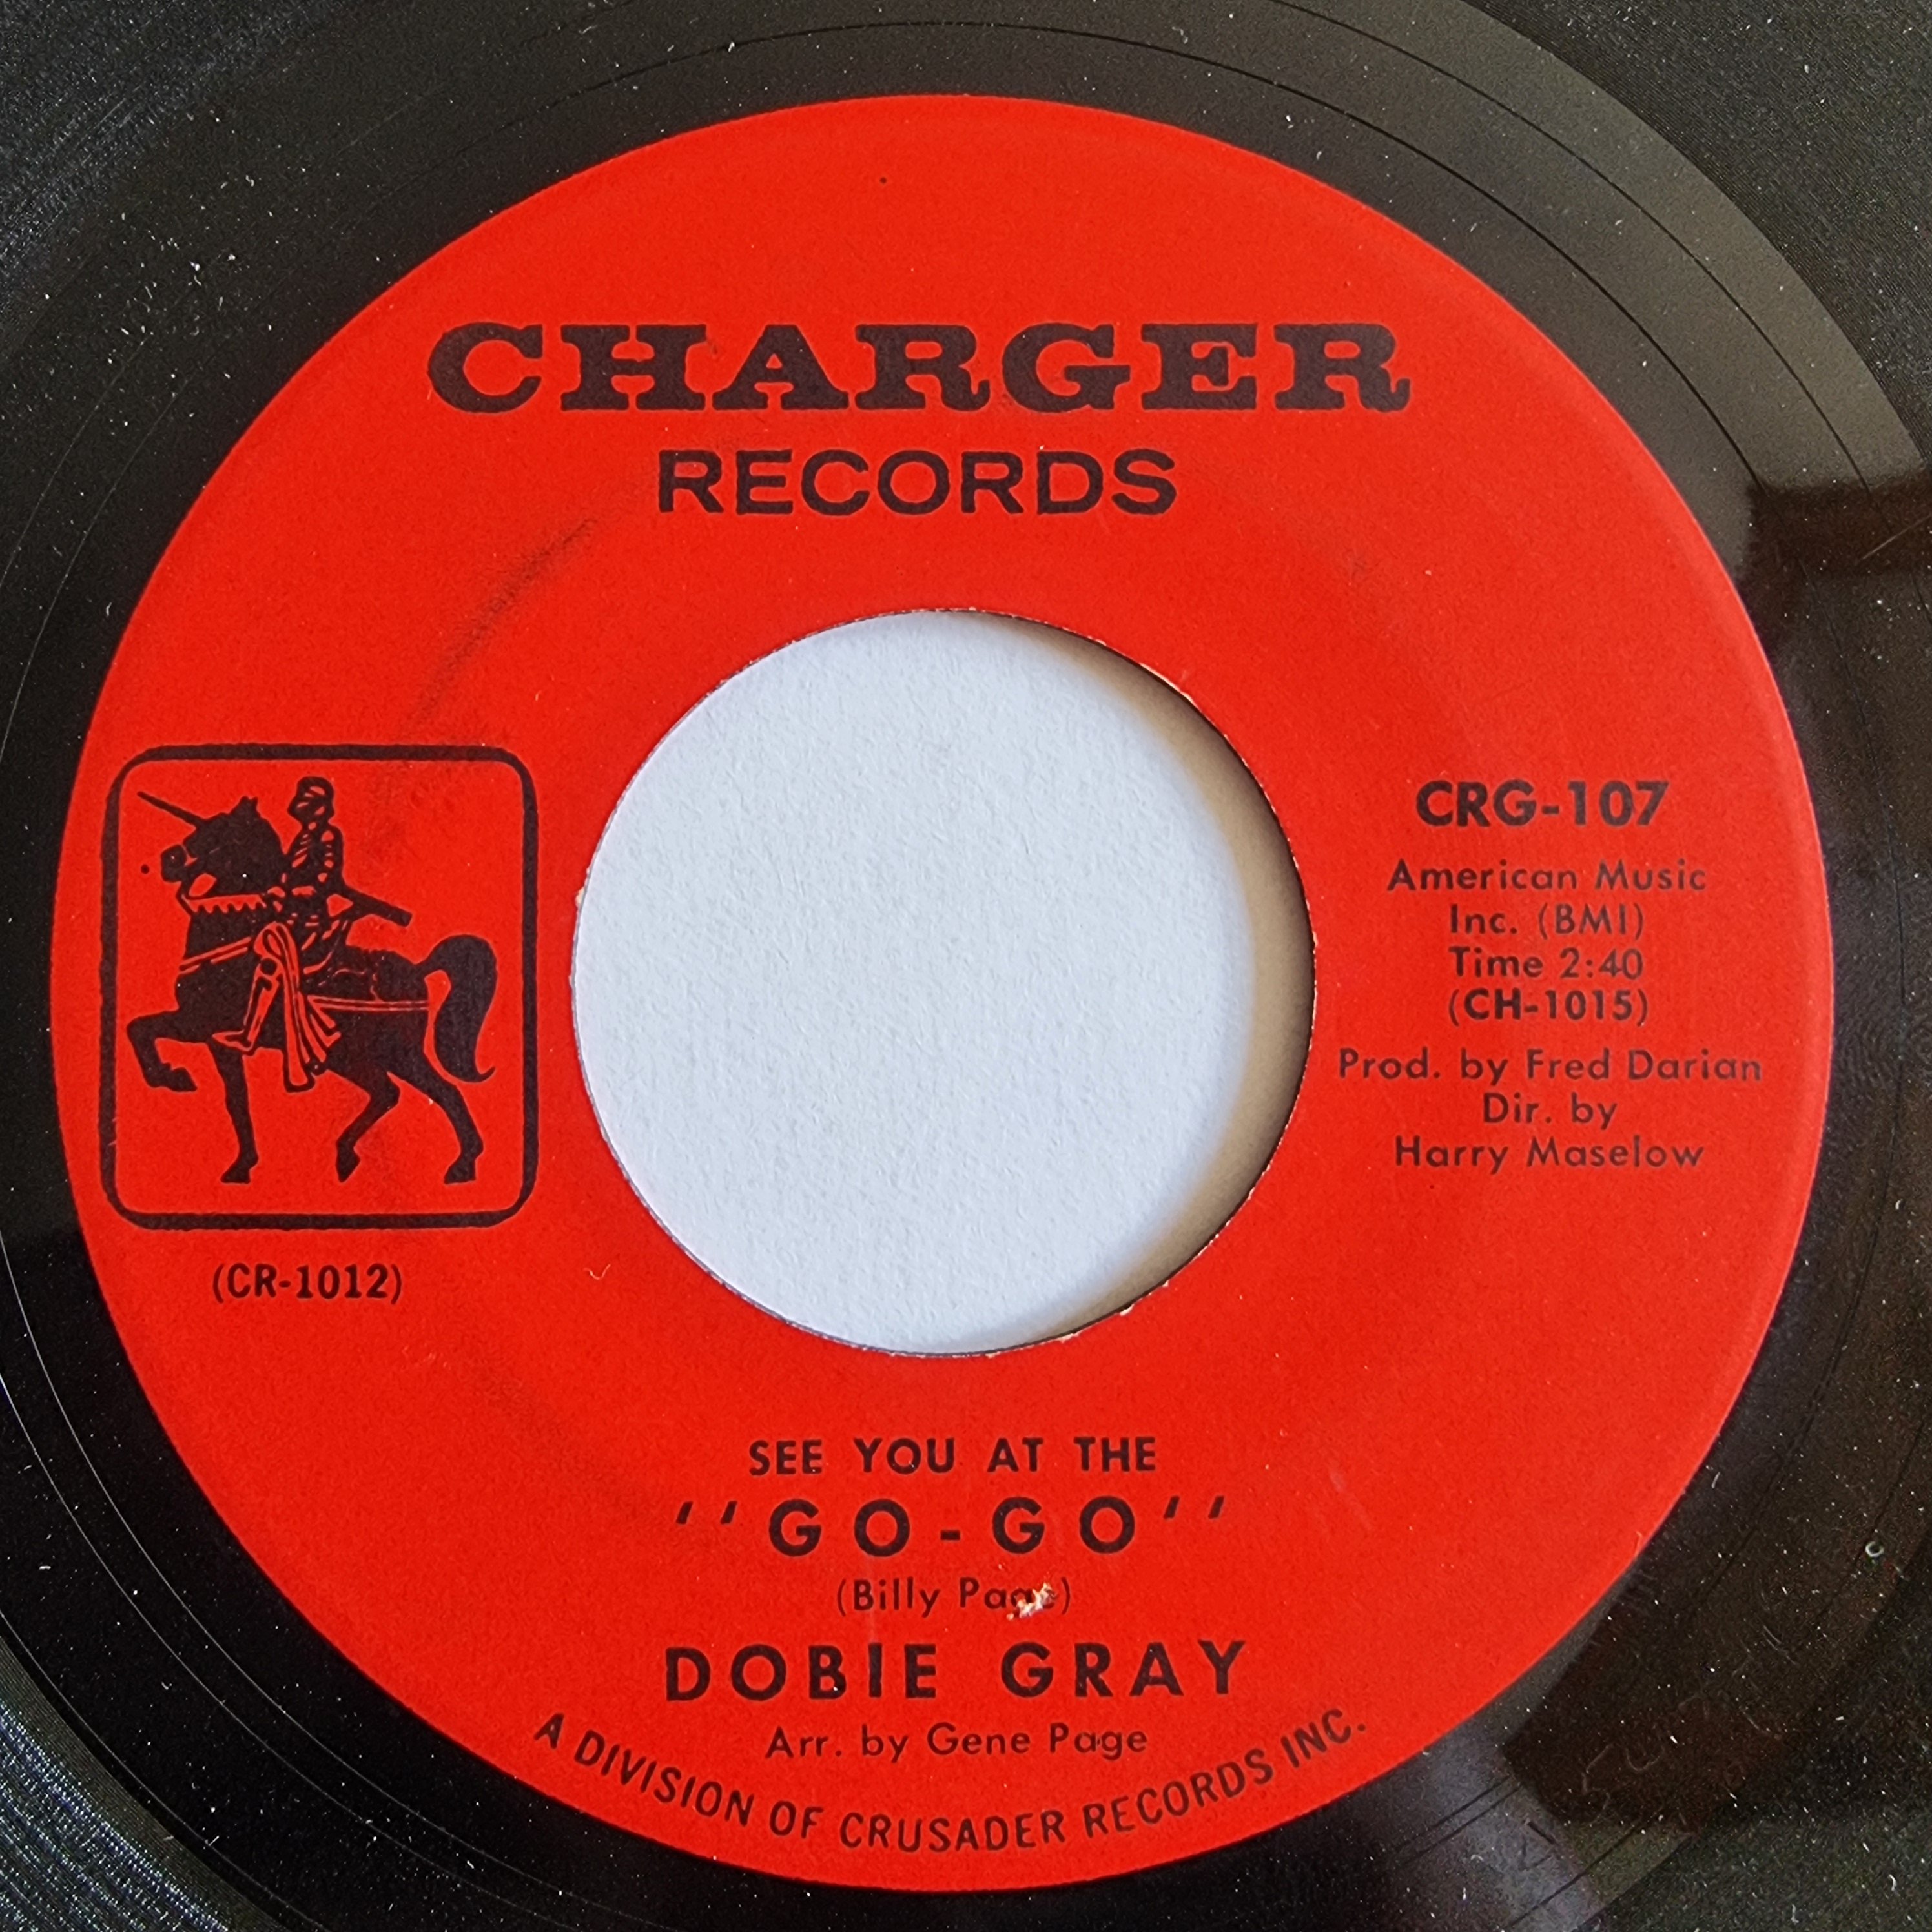 CHARGER
RECORDS
CRG-107
American Music
Inc. (BMI)
Time 2:40
(CH-1015)
Prod. by Fred Darian
Dir. by
Harry Maselow
(CR-1012)
SEE YOU AT THE
"GO-GO"
(Billy Page)
DOBIE GRAY
Arr. by Gene Page
A DIVISION OF CRUSADER RECORDS INC.